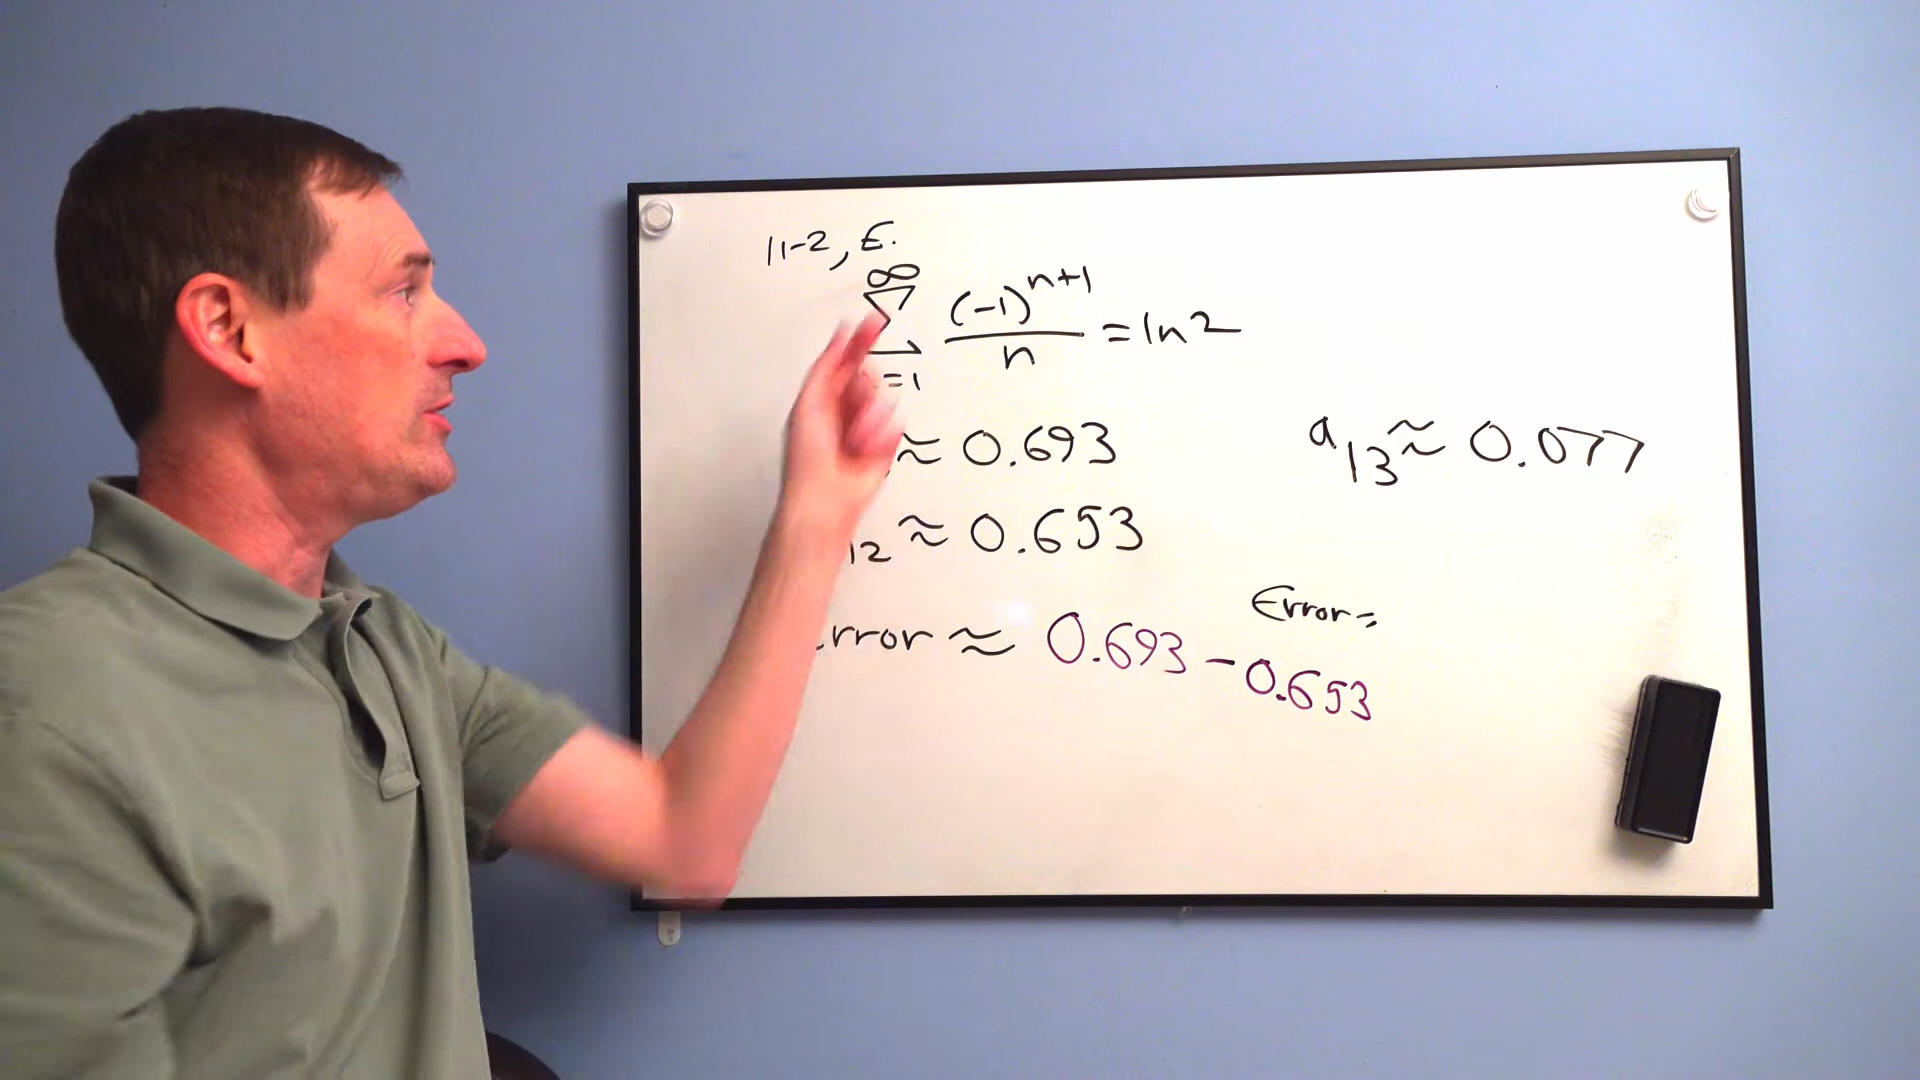 11-2, E.
∞
Σ (-1)^(n+1) / n = ln 2
=1
≈ 0.693
a13 ≈ 0.077
12 ≈ 0.653
Error =
rror ≈ 0.693 - 0.653